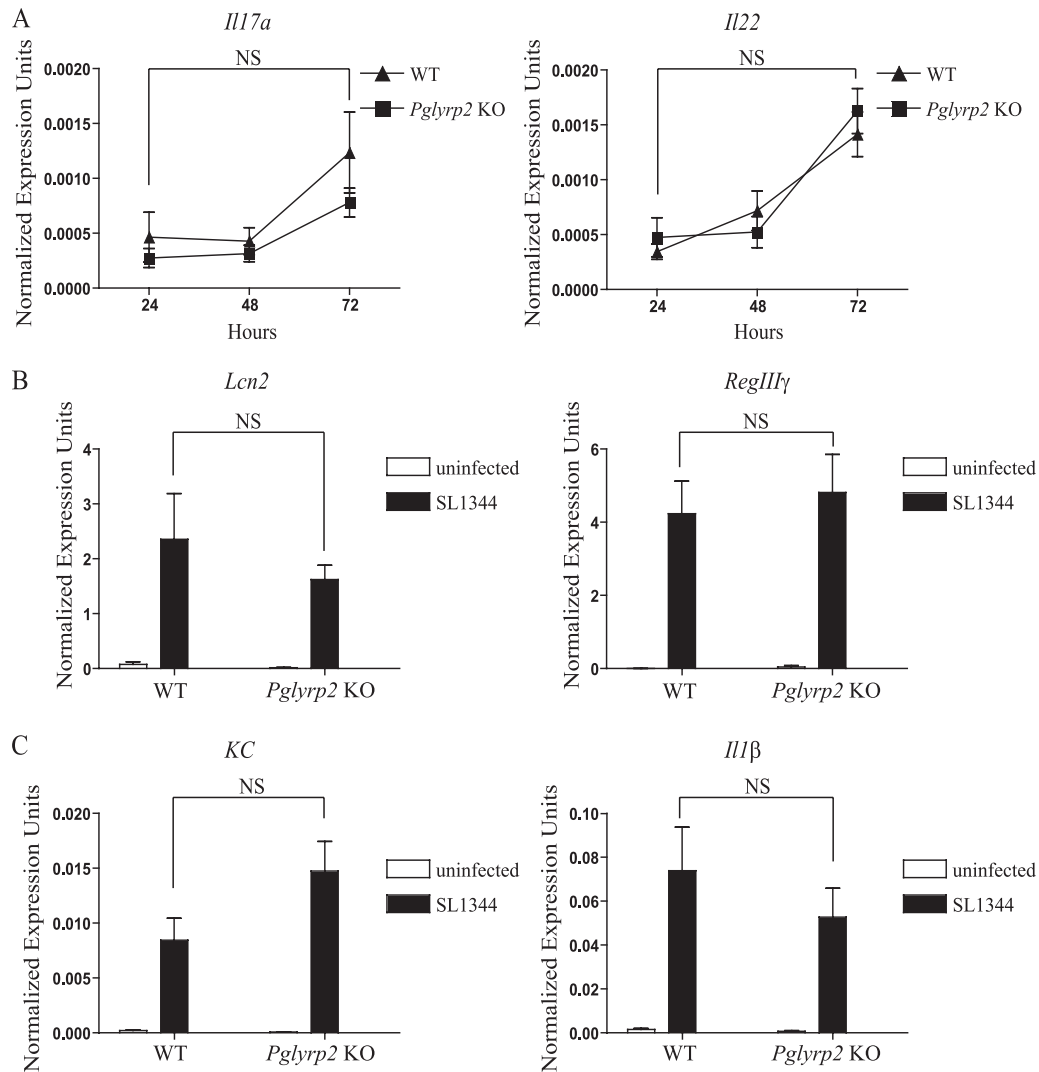 A
Il17a
Il22
Normalized Expression Units
0.0020
0.0015
0.0010
0.0005
0.0000
NS
WT
Pglyrp2 KO
24
48
72
Hours
Normalized Expression Units
0.0020
0.0015
0.0010
0.0005
0.0000
NS
WT
Pglyrp2 KO
24
48
72
Hours
B
Lcn2
RegIIIγ
Normalized Expression Units
4
3
2
1
0
NS
uninfected
SL1344
WT
Pglyrp2 KO
Normalized Expression Units
6
4
2
0
NS
uninfected
SL1344
WT
Pglyrp2 KO
C
KC
Il1β
Normalized Expression Units
0.020
0.015
0.010
0.005
0.000
NS
uninfected
SL1344
WT
Pglyrp2 KO
Normalized Expression Units
0.10
0.08
0.06
0.04
0.02
0.00
NS
uninfected
SL1344
WT
Pglyrp2 KO